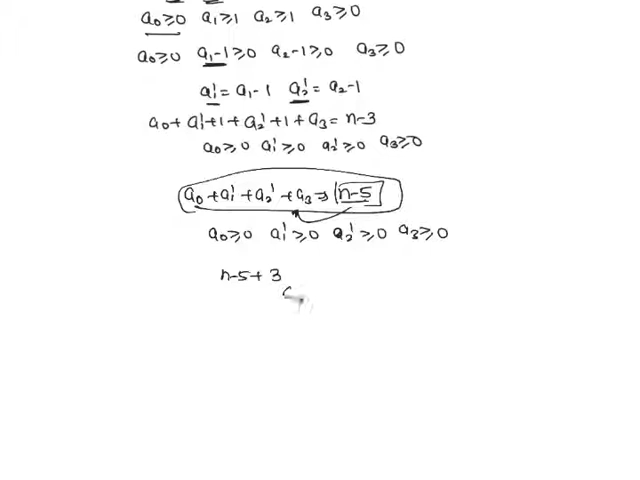 a₀≥0 a₁≥1 a₂≥1 a₃≥0
a₀≥0 a₁-1≥0 a₂-1≥0 a₃≥0
a₁' = a₁-1 a₂' = a₂-1
a₀ + a₁'+1 + a₂'+1 + a₃ = n-3
a₀≥0 a₁'≥0 a₂'≥0 a₃≥0
a₀ + a₁' + a₂' + a₃ = n-5
a₀≥0 a₁'≥0 a₂'≥0 a₃≥0
n-5+3
C